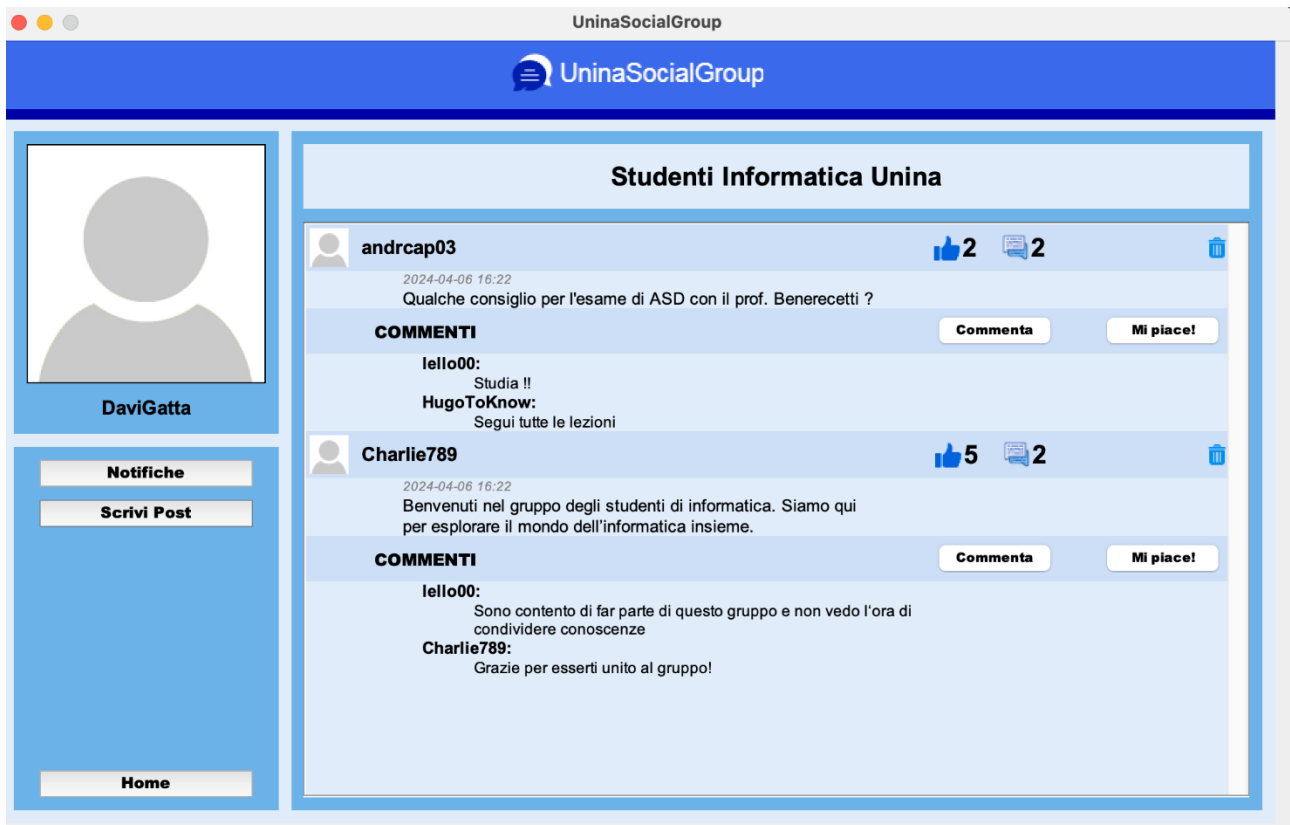 UninaSocialGroup
UninaSocialGroup
Studenti Informatica Unina
DaviGatta
Notifiche
Scrivi Post
Home
andrcap03 2 2
2024-04-06 16:22
Qualche consiglio per l'esame di ASD con il prof. Benerecetti ?
COMMENTI Commenta Mi piace!
lello00:
Studia !!
HugoToKnow:
Segui tutte le lezioni
Charlie789 5 2
2024-04-06 16:22
Benvenuti nel gruppo degli studenti di informatica. Siamo qui
per esplorare il mondo dell'informatica insieme.
COMMENTI Commenta Mi piace!
lello00:
Sono contento di far parte di questo gruppo e non vedo l'ora di
condividere conoscenze
Charlie789:
Grazie per esserti unito al gruppo!